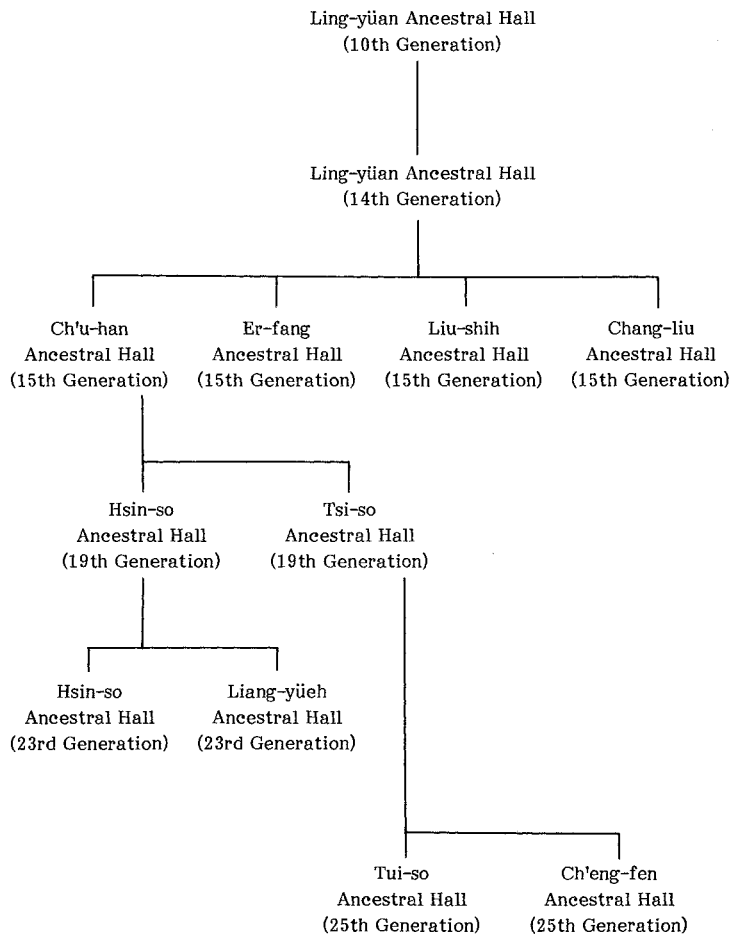 Ling-yüan Ancestral Hall
(10th Generation)
Ling-yüan Ancestral Hall
(14th Generation)
Ch'u-han
Ancestral Hall
(15th Generation)
Er-fang
Ancestral Hall
(15th Generation)
Liu-shih
Ancestral Hall
(15th Generation)
Chang-liu
Ancestral Hall
(15th Generation)
Hsin-so
Ancestral Hall
(19th Generation)
Tsi-so
Ancestral Hall
(19th Generation)
Hsin-so
Ancestral Hall
(23rd Generation)
Liang-yüeh
Ancestral Hall
(23rd Generation)
Tui-so
Ancestral Hall
(25th Generation)
Ch'eng-fen
Ancestral Hall
(25th Generation)